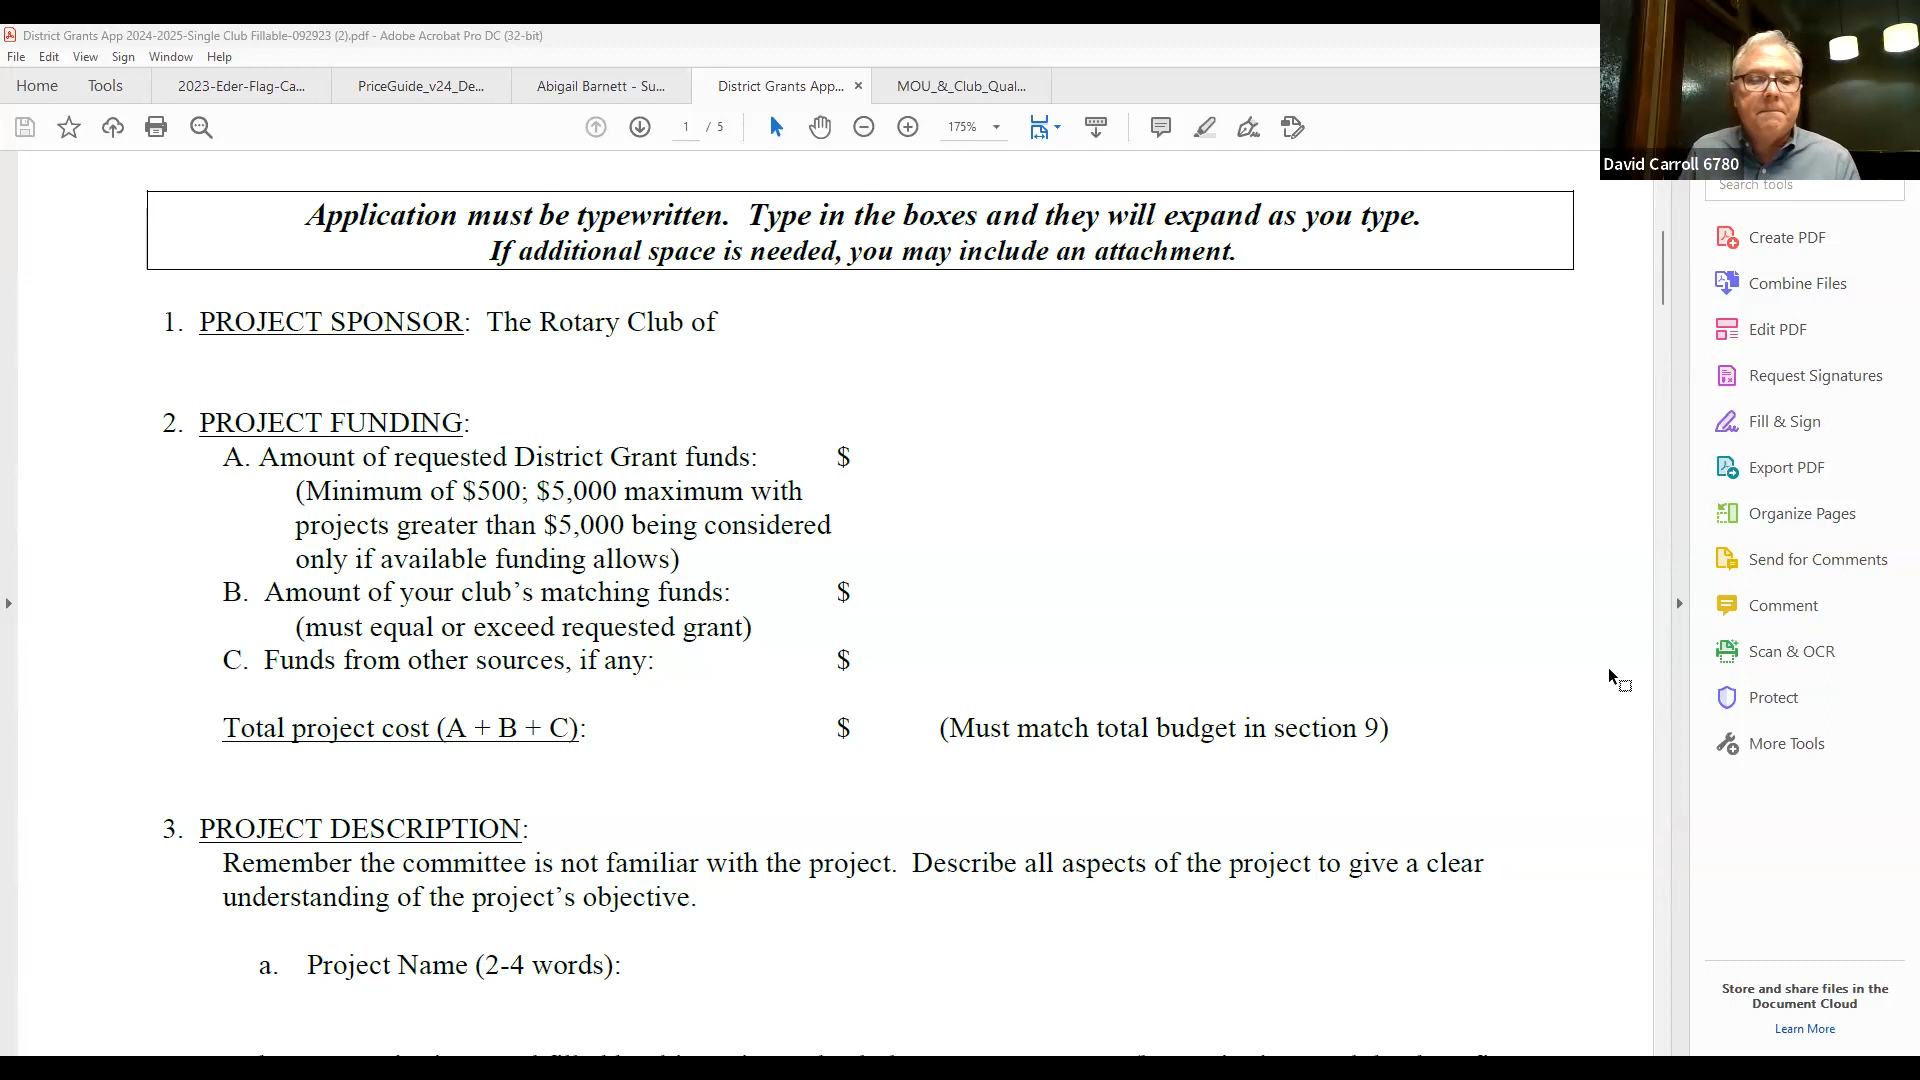 District Grants App 2024-2025-Single Club Fillable-092923 (2).pdf - Adobe Acrobat Pro DC (32-bit)
File Edit View Sign Window Help
Home Tools 2023-Eder-Flag-Ca... PriceGuide_v24_De... Abigail Barnett - Su... District Grants App... × MOU_&_Club_Qual...
1 / 5 175%
David Carroll 6780
Search tools
Application must be typewritten. Type in the boxes and they will expand as you type.
If additional space is needed, you may include an attachment.
1. PROJECT SPONSOR: The Rotary Club of
2. PROJECT FUNDING:
A. Amount of requested District Grant funds: $
(Minimum of $500; $5,000 maximum with
projects greater than $5,000 being considered
only if available funding allows)
B. Amount of your club’s matching funds: $
(must equal or exceed requested grant)
C. Funds from other sources, if any: $
Total project cost (A + B + C): $ (Must match total budget in section 9)
3. PROJECT DESCRIPTION:
Remember the committee is not familiar with the project. Describe all aspects of the project to give a clear
understanding of the project’s objective.
a. Project Name (2-4 words):
Create PDF
Combine Files
Edit PDF
Request Signatures
Fill & Sign
Export PDF
Organize Pages
Send for Comments
Comment
Scan & OCR
Protect
More Tools
Store and share files in the
Document Cloud
Learn More